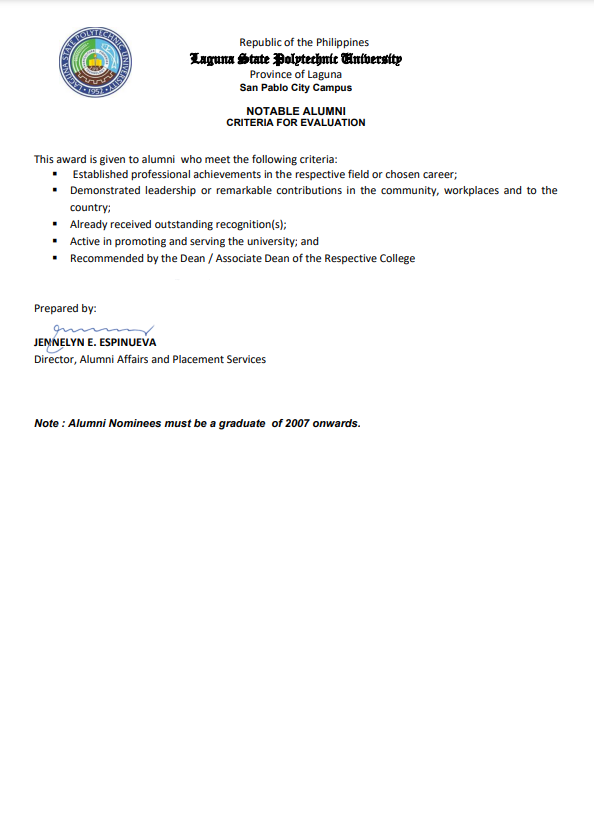 LAGUNA STATE POLYTECHNIC UNIVERSITY
1957
Republic of the Philippines
Laguna State Polytechnic University
Province of Laguna
San Pablo City Campus
NOTABLE ALUMNI
CRITERIA FOR EVALUATION
This award is given to alumni who meet the following criteria:
▪ Established professional achievements in the respective field or chosen career;
▪ Demonstrated leadership or remarkable contributions in the community, workplaces and to the
country;
▪ Already received outstanding recognition(s);
▪ Active in promoting and serving the university; and
▪ Recommended by the Dean / Associate Dean of the Respective College
Prepared by:
JENNELYN E. ESPINUEVA
Director, Alumni Affairs and Placement Services
Note : Alumni Nominees must be a graduate of 2007 onwards.